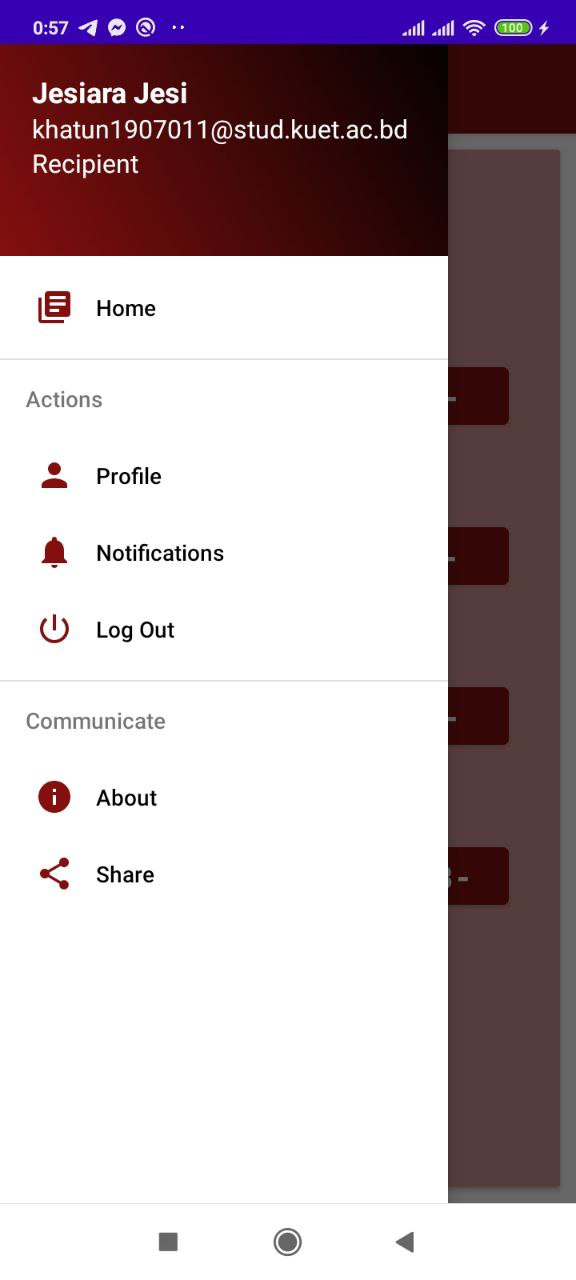 0:57
100
Jesiara Jesi
khatun1907011@stud.kuet.ac.bd
Recipient
Home
Actions
Profile
Notifications
Log Out
Communicate
About
Share
-
-
-
-